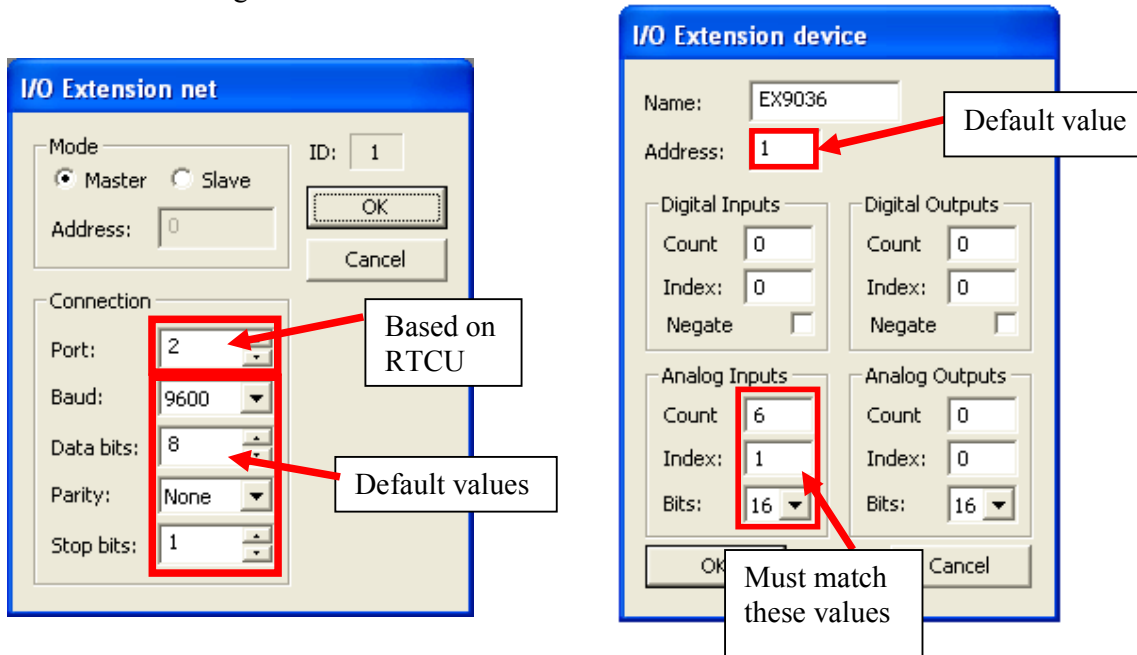 I/O Extension net
Mode
Master Slave
Address: 0
ID: 1
OK
Cancel
Connection
Port: 2
Baud: 9600
Data bits: 8
Parity: None
Stop bits: 1
Based on
RTCU
Default values
I/O Extension device
Name: EX9036
Address: 1
Default value
Digital Inputs
Count 0
Index: 0
Negate
Digital Outputs
Count 0
Index: 0
Negate
Analog Inputs
Count 6
Index: 1
Bits: 16
Analog Outputs
Count 0
Index: 0
Bits: 16
OK
Cancel
Must match
these values